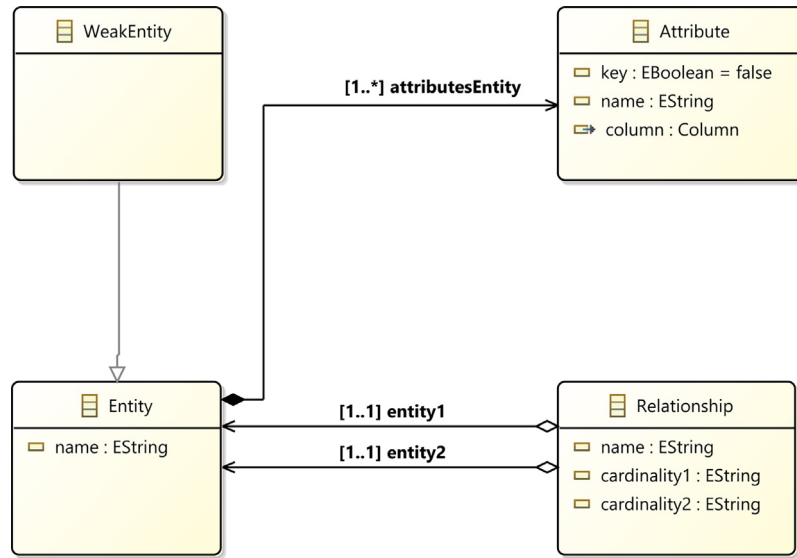 WeakEntity
Attribute
key : EBoolean = false
name : EString
column : Column
[1..*] attributesEntity
Entity
name : EString
[1..1] entity1
[1..1] entity2
Relationship
name : EString
cardinality1 : EString
cardinality2 : EString